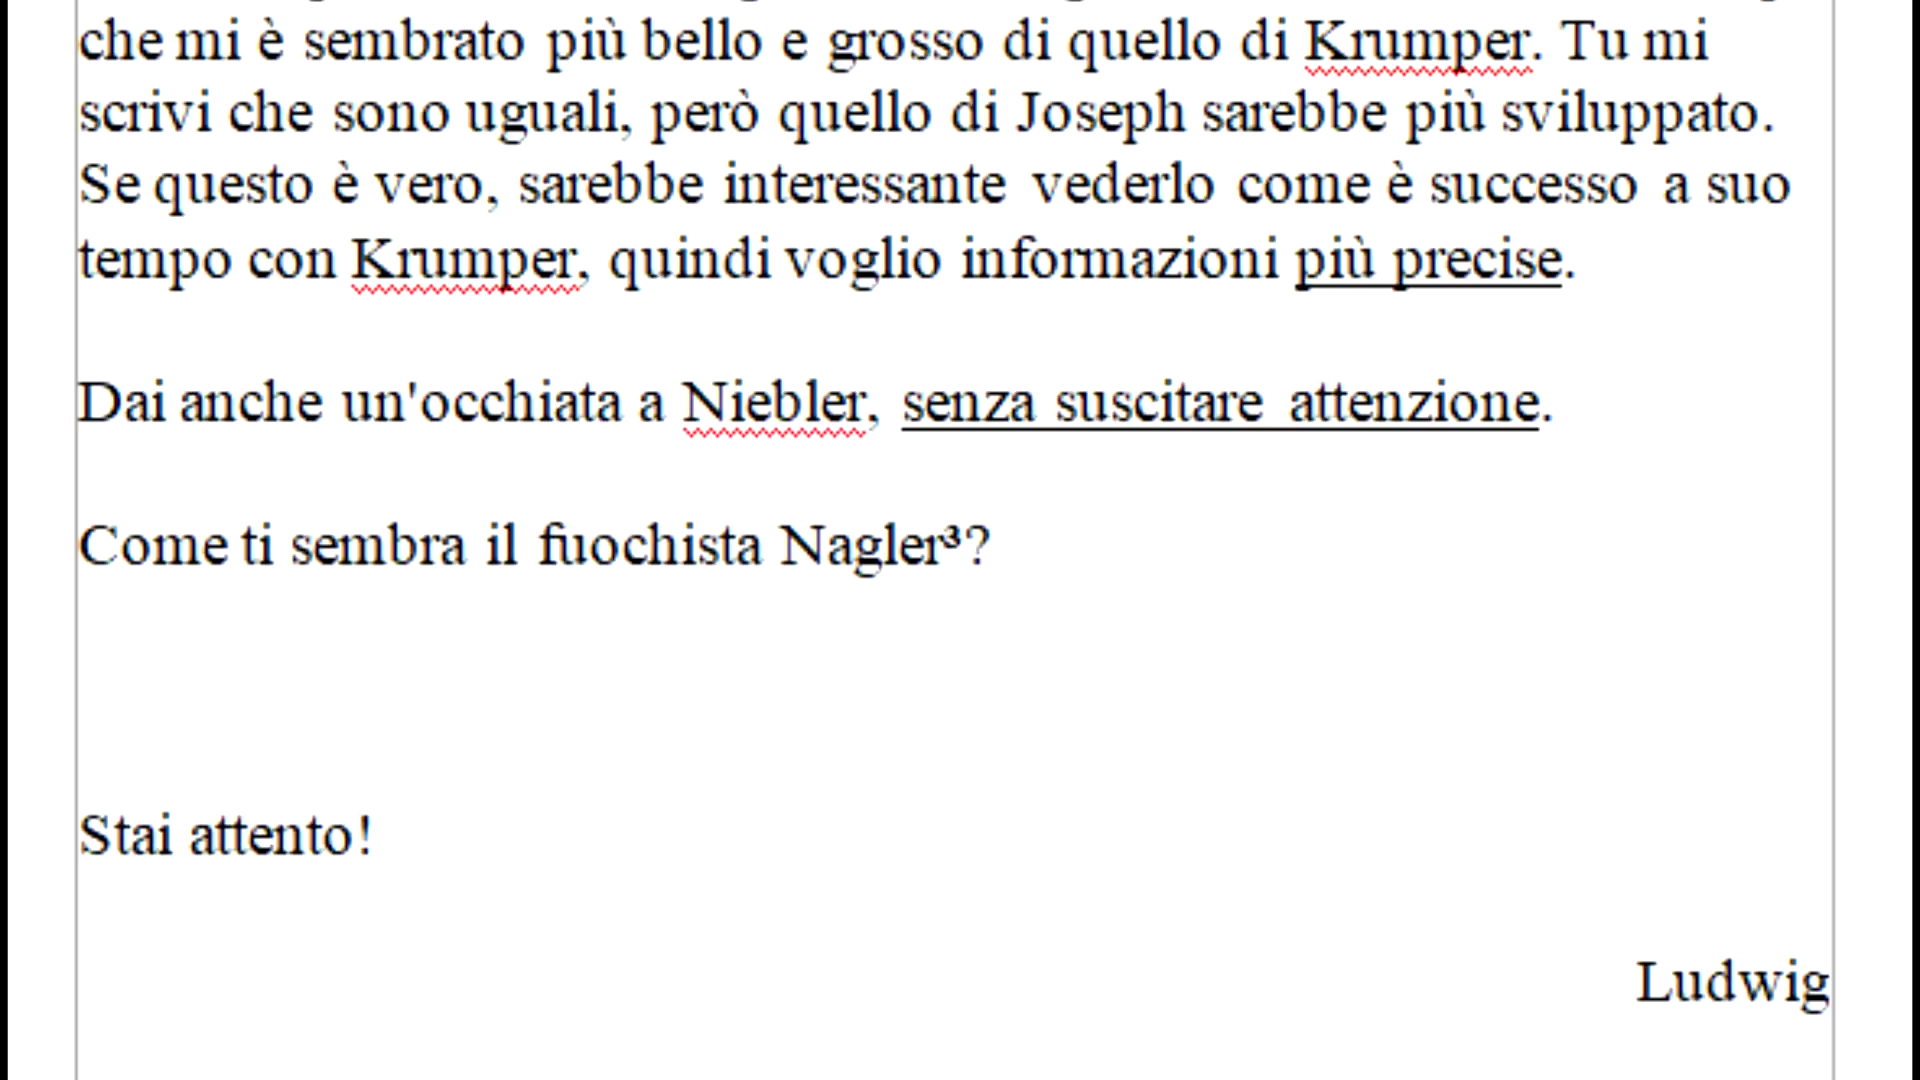 che mi è sembrato più bello e grosso di quello di Krumper. Tu mi
scrivi che sono uguali, però quello di Joseph sarebbe più sviluppato.
Se questo è vero, sarebbe interessante vederlo come è successo a suo
tempo con Krumper, quindi voglio informazioni più precise.
Dai anche un'occhiata a Niebler, senza suscitare attenzione.
Come ti sembra il fuochista Nagler³?
Stai attento!
Ludwig